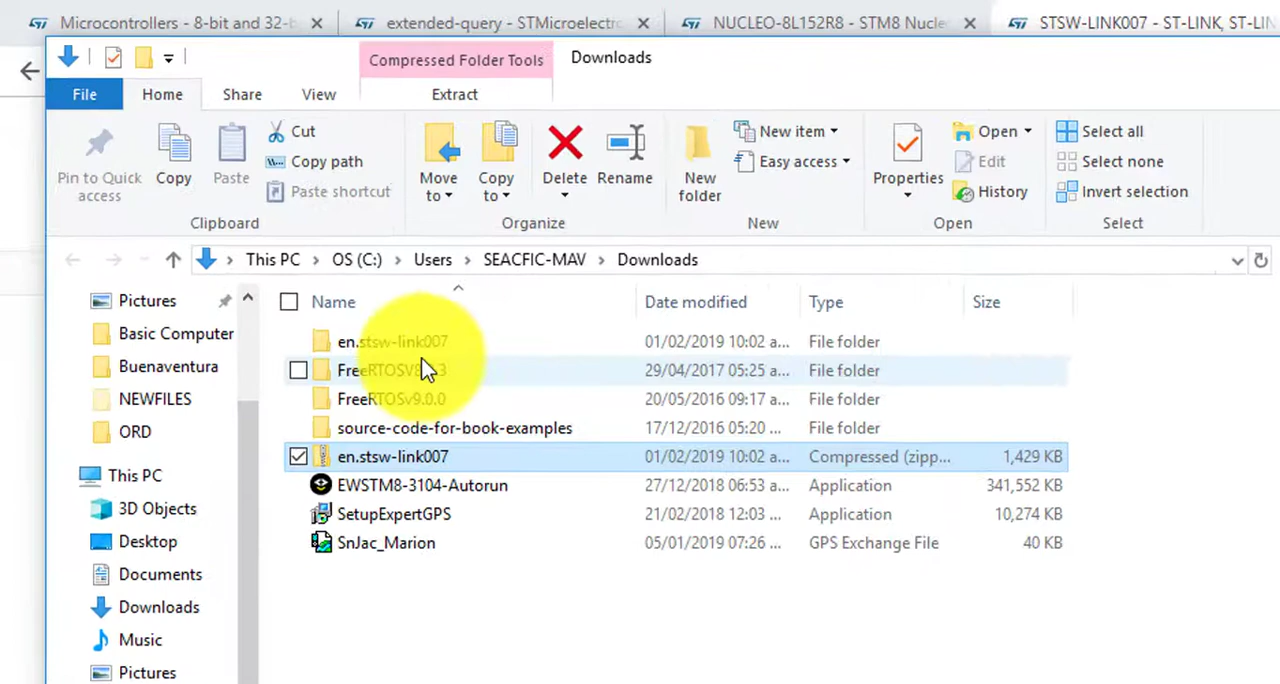 Microcontrollers - 8-bit and 32-b
extended-query - STMicroelectr
NUCLEO-8L152R8 - STM8 Nucle
STSW-LINK007 - ST-LINK, ST-LIN
Compressed Folder Tools
Downloads
File
Home
Share
View
Extract
Pin to Quick access
Copy
Paste
Cut
Copy path
Paste shortcut
Move to
Copy to
Delete
Rename
New folder
New item
Easy access
Properties
Open
Edit
History
Select all
Select none
Invert selection
Clipboard
Organize
New
Open
Select
This PC > OS (C:) > Users > SEACFIC-MAV > Downloads
Pictures
Basic Computer
Buenaventura
NEWFILES
ORD
This PC
3D Objects
Desktop
Documents
Downloads
Music
Pictures
Name Date modified Type Size
en.stsw-link007 01/02/2019 10:02 a... File folder
29/04/2017 05:25 a... File folder
FreeRTOSv9.0.0 20/05/2016 09:17 a... File folder
source-code-for-book-examples 17/12/2016 05:20 ... File folder
en.stsw-link007 01/02/2019 10:02 a... Compressed (zipp... 1,429 KB
EWSTM8-3104-Autorun 27/12/2018 06:53 a... Application 341,552 KB
SetupExpertGPS 21/02/2018 12:03 ... Application 10,274 KB
SnJac_Marion 05/01/2019 07:26 ... GPS Exchange File 40 KB